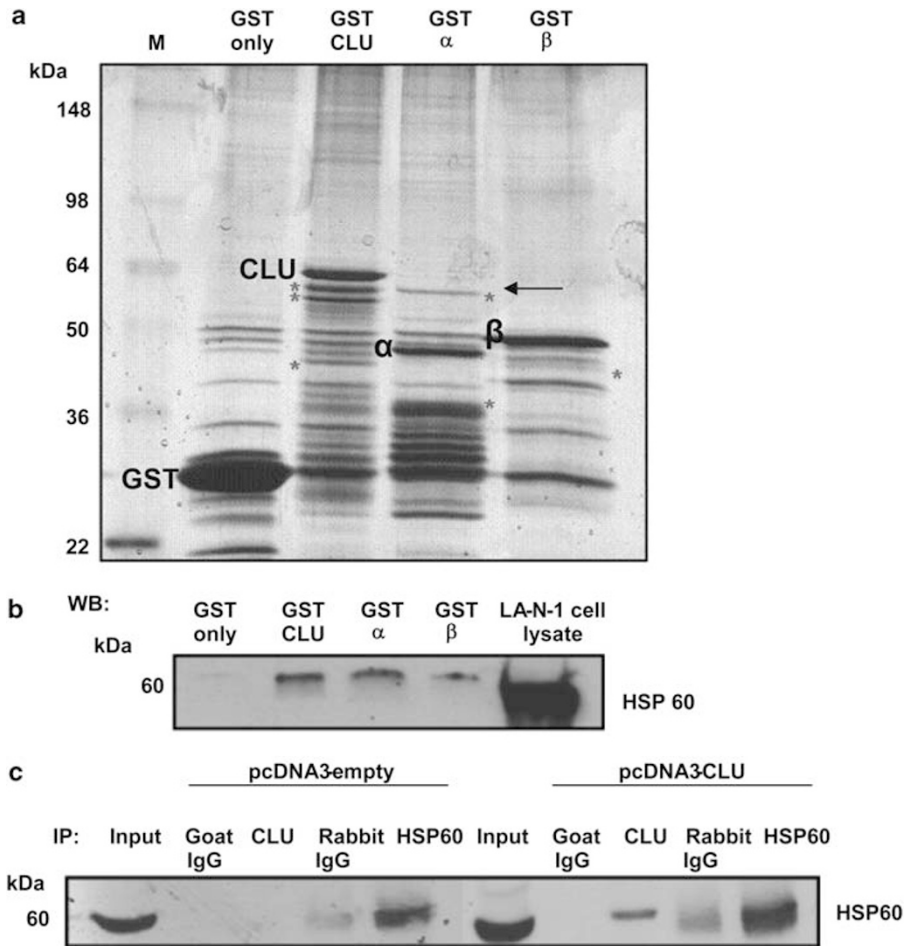 a
GST only
GST CLU
GST α
GST β
M
kDa
148
98
64
50
36
22
CLU
*
*
*
α
*
*
β
*
GST
b
WB:
GST only
GST CLU
GST α
GST β
LA-N-1 cell lysate
kDa
60
HSP 60
c
pcDNA3-empty
pcDNA3-CLU
IP:
Input
Goat IgG
CLU
Rabbit IgG
HSP60
Input
Goat IgG
CLU
Rabbit IgG
HSP60
kDa
60
HSP60